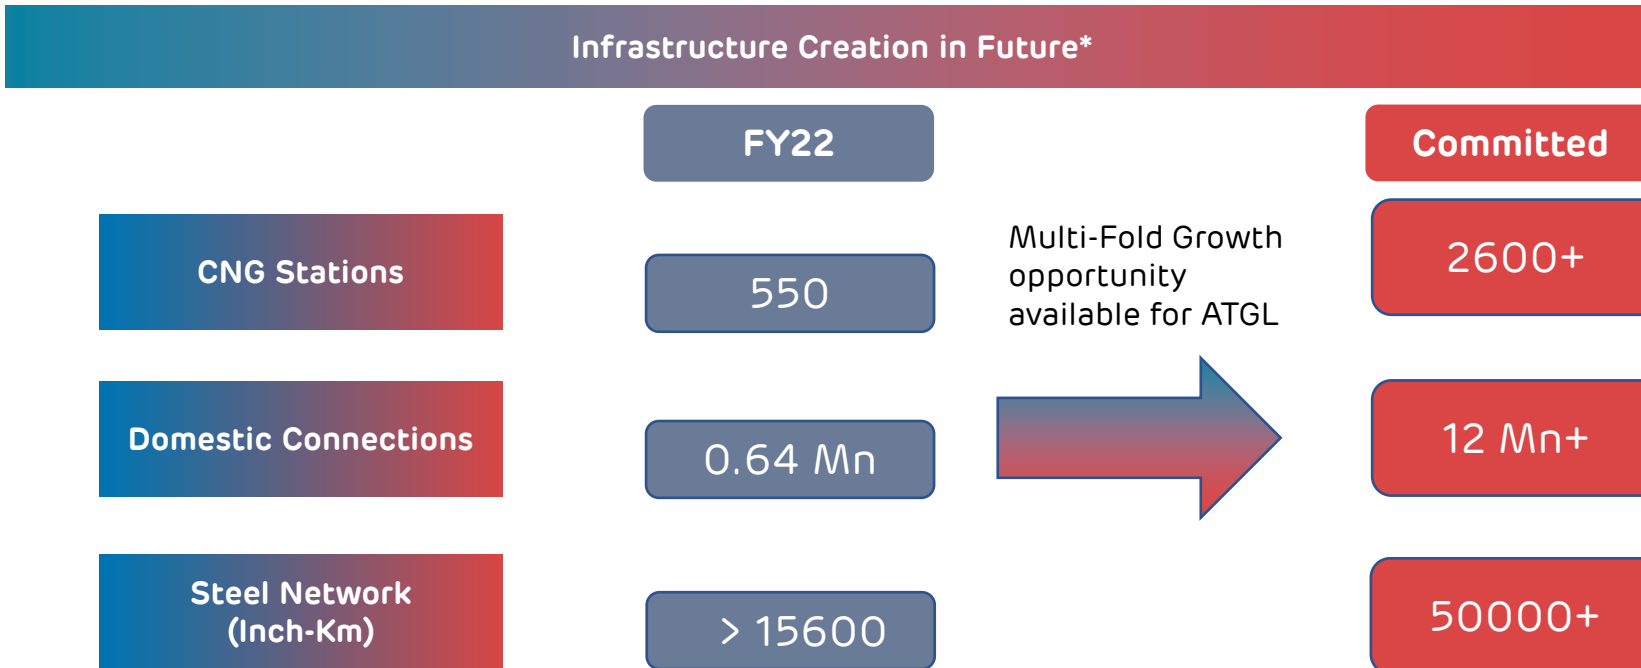 Infrastructure Creation in Future*
FY22
Committed
CNG Stations
550
Multi-Fold Growth
opportunity
available for ATGL
2600+
Domestic Connections
0.64 Mn
12 Mn+
Steel Network
(Inch-Km)
> 15600
50000+